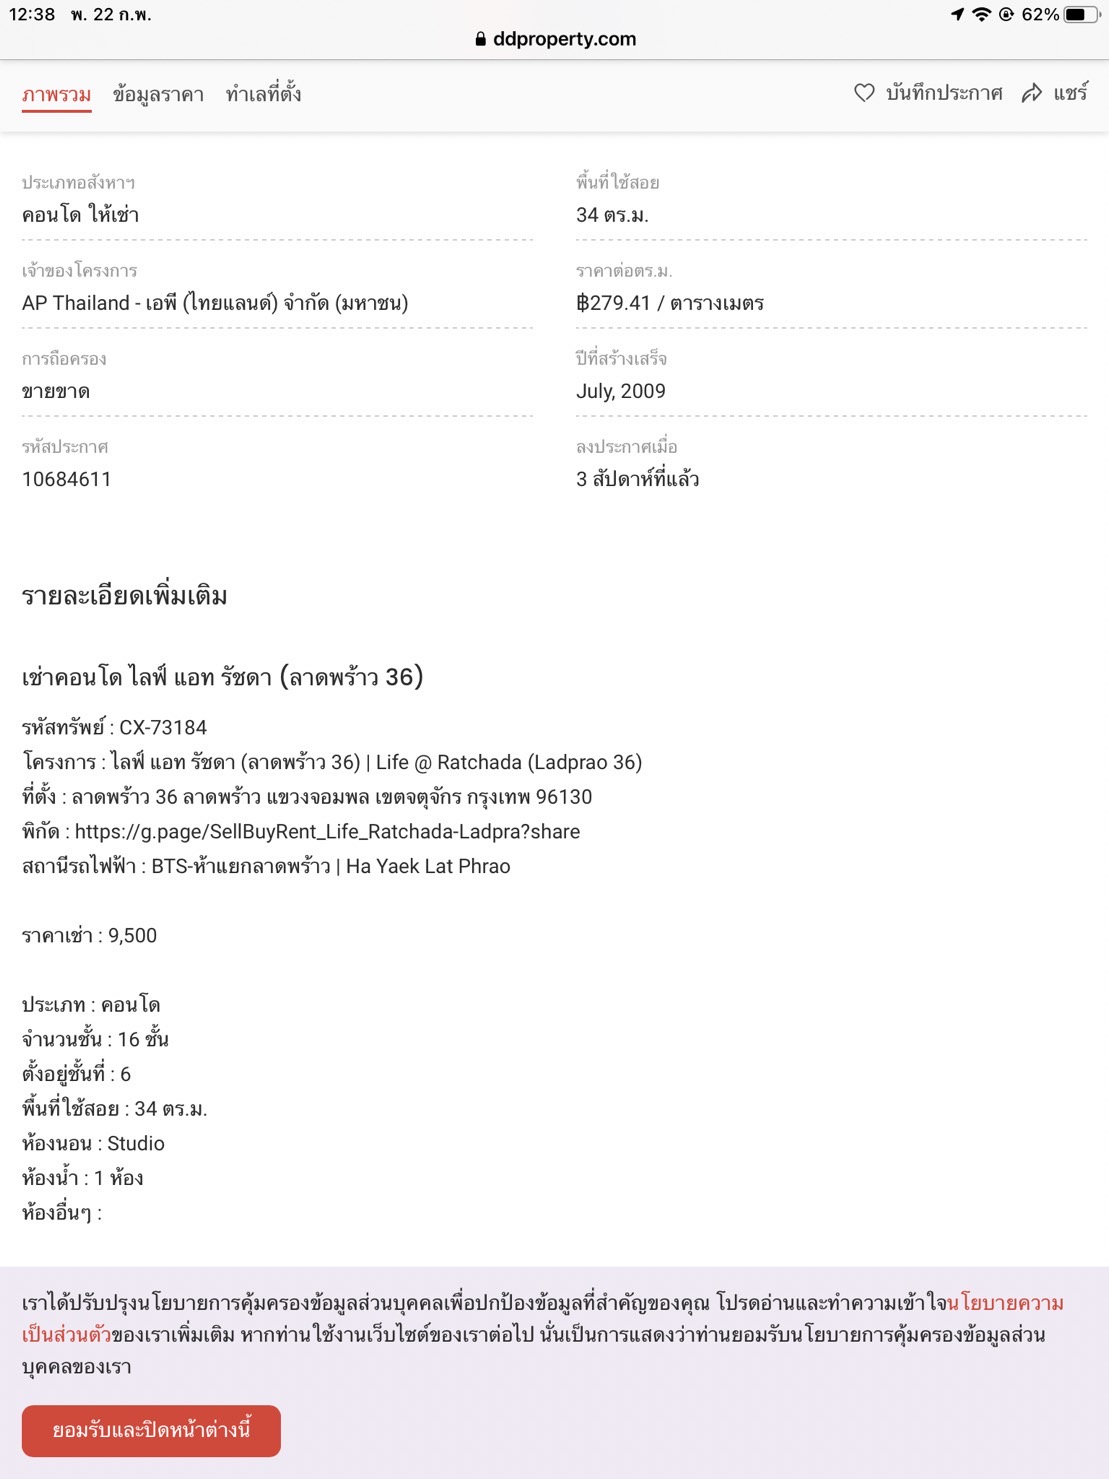 12:38 พ. 22 ก.พ. 62%
ddproperty.com
ภาพรวม ข้อมูลราคา ทำเลที่ตั้ง บันทึกประกาศ แชร์
ประเภทอสังหาฯ พื้นที่ใช้สอย
คอนโด ให้เช่า 34 ตร.ม.
เจ้าของโครงการ ราคาต่อตร.ม.
AP Thailand - เอพี (ไทยแลนด์) จำกัด (มหาชน) ฿279.41 / ตารางเมตร
การถือครอง ปีที่สร้างเสร็จ
ขายขาด July, 2009
รหัสประกาศ ลงประกาศเมื่อ
10684611 3 สัปดาห์ที่แล้ว
รายละเอียดเพิ่มเติม
เช่าคอนโด ไลฟ์ แอท รัชดา (ลาดพร้าว 36)
รหัสทรัพย์ : CX-73184
โครงการ : ไลฟ์ แอท รัชดา (ลาดพร้าว 36) | Life @ Ratchada (Ladprao 36)
ที่ตั้ง : ลาดพร้าว 36 ลาดพร้าว แขวงจอมพล เขตจตุจักร กรุงเทพ 96130
พิกัด : https://g.page/SellBuyRent_Life_Ratchada-Ladpra?share
สถานีรถไฟฟ้า : BTS-ห้าแยกลาดพร้าว | Ha Yaek Lat Phrao
ราคาเช่า : 9,500
ประเภท : คอนโด
จำนวนชั้น : 16 ชั้น
ตั้งอยู่ชั้นที่ : 6
พื้นที่ใช้สอย : 34 ตร.ม.
ห้องนอน : Studio
ห้องน้ำ : 1 ห้อง
ห้องอื่นๆ :
เราได้ปรับปรุงนโยบายการคุ้มครองข้อมูลส่วนบุคคลเพื่อปกป้องข้อมูลที่สำคัญของคุณ โปรดอ่านและทำความเข้าใจนโยบายความ
เป็นส่วนตัวของเราเพิ่มเติม หากท่านใช้งานเว็บไซต์ของเราต่อไป นั่นเป็นการแสดงว่าท่านยอมรับนโยบายการคุ้มครองข้อมูลส่วน
บุคคลของเรา
ยอมรับและปิดหน้าต่างนี้